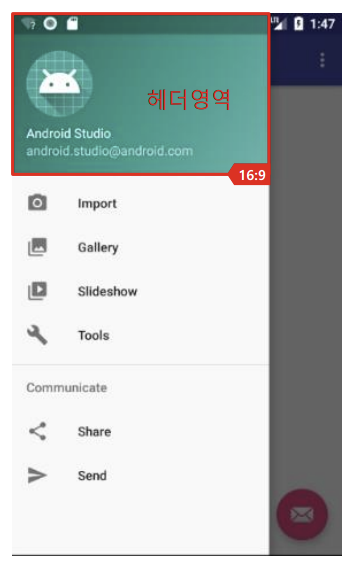 1:47
헤더영역
Android Studio
android.studio@android.com
16:9
Import
Gallery
Slideshow
Tools
Communicate
Share
Send